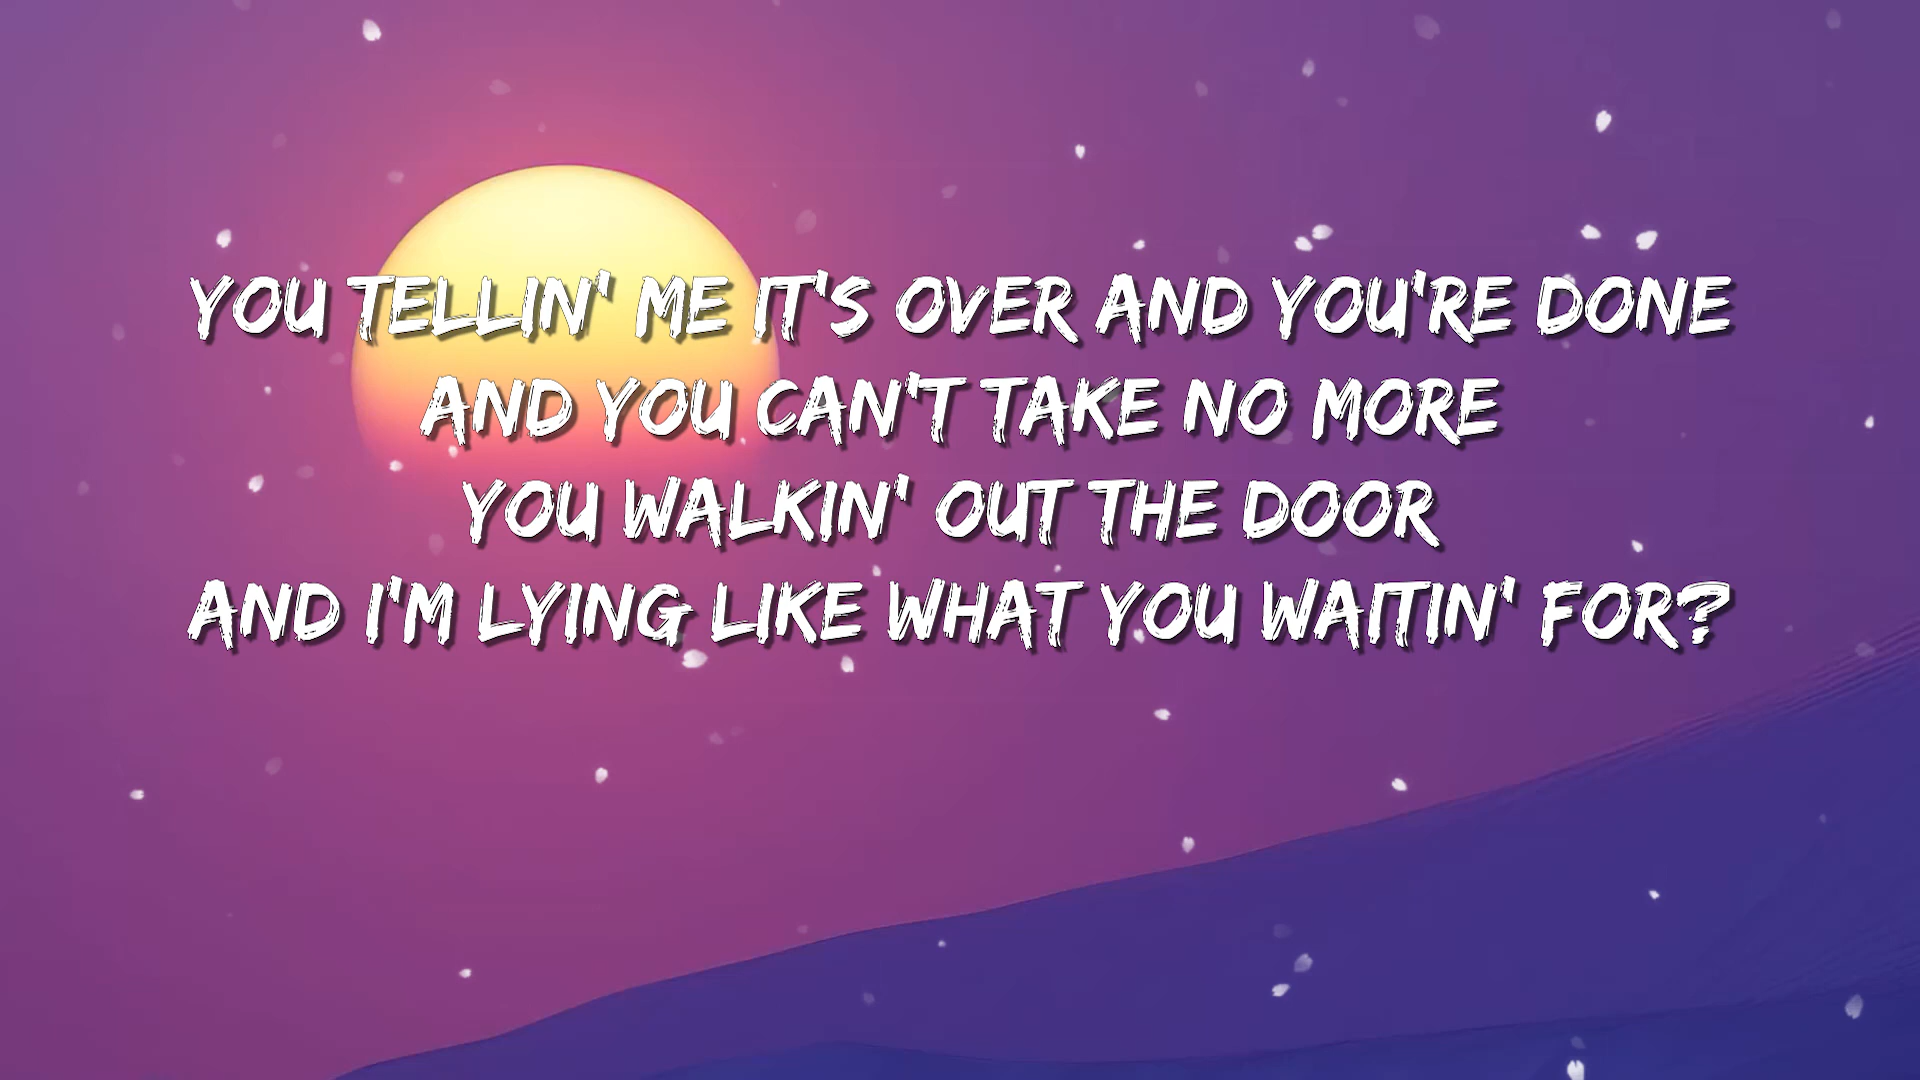 YOU TELLIN' ME IT'S OVER AND YOU'RE DONE
AND YOU CAN'T TAKE NO MORE
YOU WALKIN' OUT THE DOOR
AND I'M LYING LIKE WHAT YOU WAITIN' FOR?